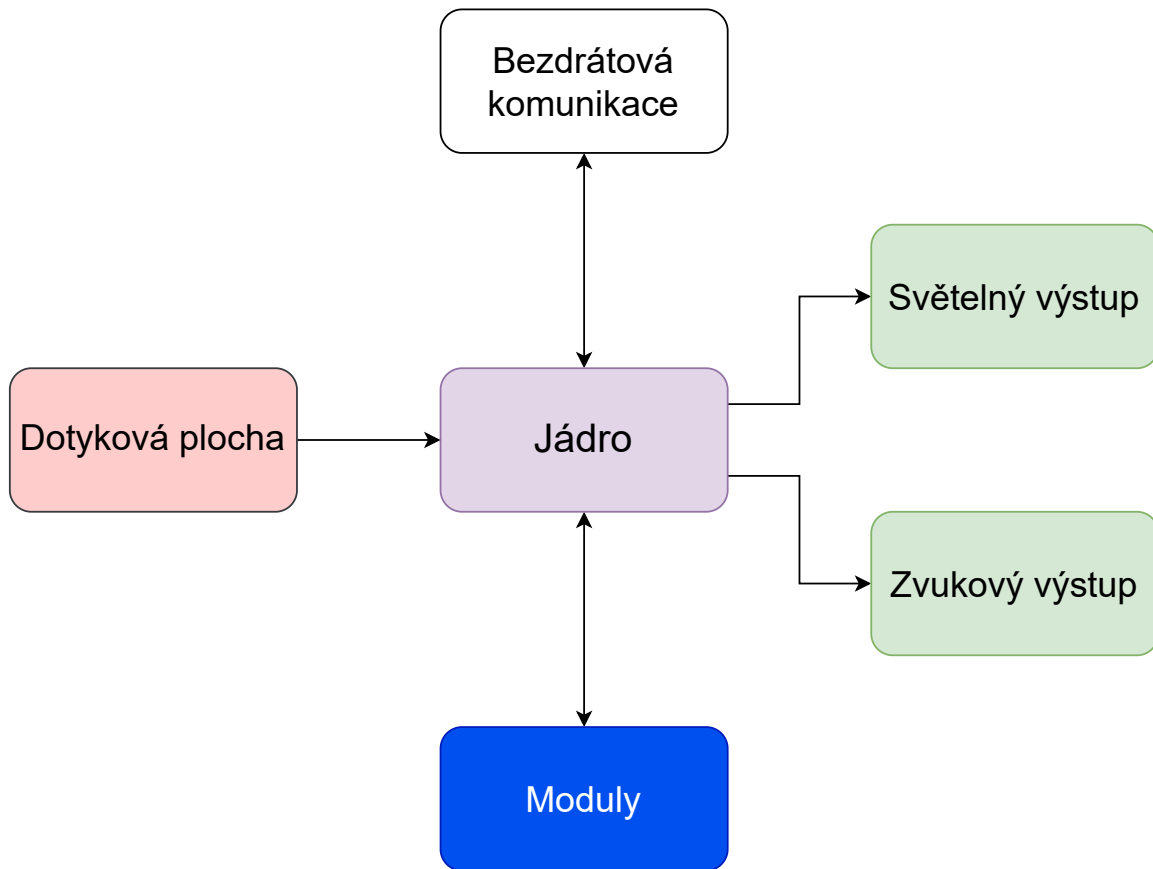 Bezdrátová
komunikace
Světelný výstup
Dotyková plocha
Jádro
Zvukový výstup
Moduly